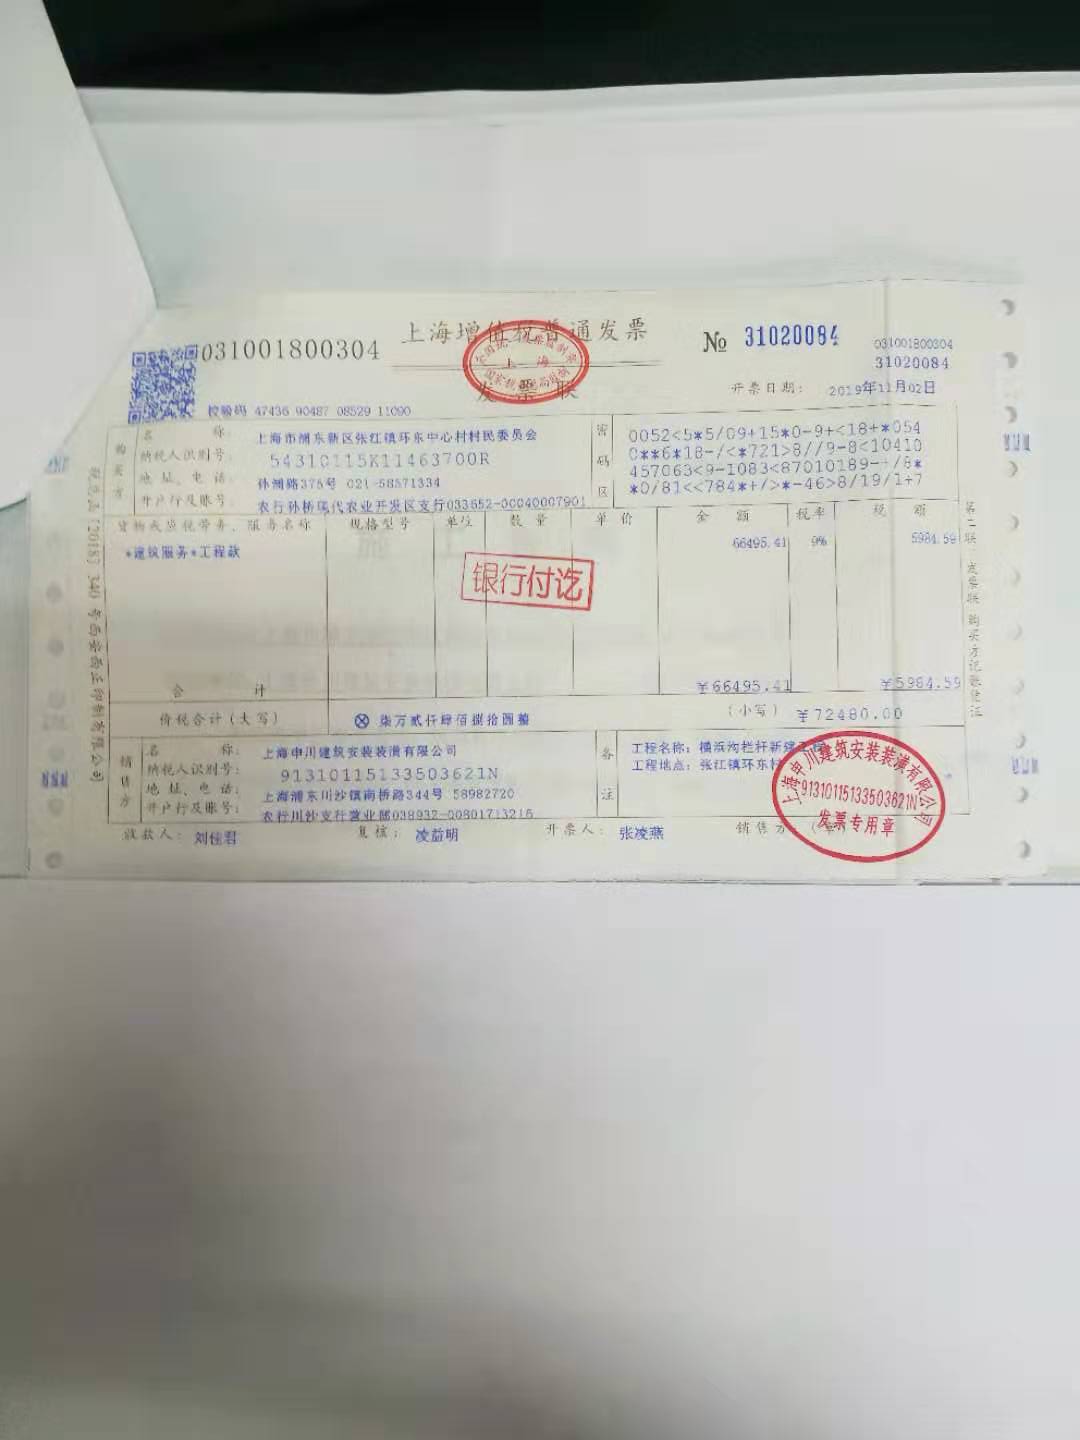 上海增值税普通发票
发票联
031001800304
№ 31020084
031001800304
31020084
校验码 47436 90487 08529 11090
开票日期: 2019年11月02日
购买方
名 称: 上海市浦东新区张江镇环东中心村村民委员会
纳税人识别号: 54310115K11463700R
地址、电话: 孙洲路375号 021-58571334
开户行及账号: 农行孙桥现代农业开发区支行033652-00040007901
密码区
0052<5*5/09+15*0-9+<18+*054
0**6*18-/<*721>8//9-8<10410
457063<9-1083<87010189-+/8*
*0/81<<784*+/>*-46>8/19/1+7
货物或应税劳务、服务名称 规格型号 单位 数量 单价 金额 税率 税额
*建筑服务*工程款 66495.41 9% 5984.59
银行付讫
合 计 ¥66495.41 ¥5984.59
价税合计(大写) ⊗ 柒万贰仟肆佰捌拾圆整 (小写) ¥72480.00
销售方
名 称: 上海申川建筑安装装潢有限公司
纳税人识别号: 91310115133503621N
地址、电话: 上海浦东川沙镇南桥路344号 58982720
开户行及账号: 农行川沙支行营业部038932-00801713215
备注
工程名称: 横浜沟栏杆新建工程
工程地点: 张江镇环东村
收款人: 刘佳君 复核: 凌益明 开票人: 张凌燕 销售方:(章)
上海申川建筑安装装潢有限公司
91310115133503621N
发票专用章
第二联:发票联 购买方记账凭证